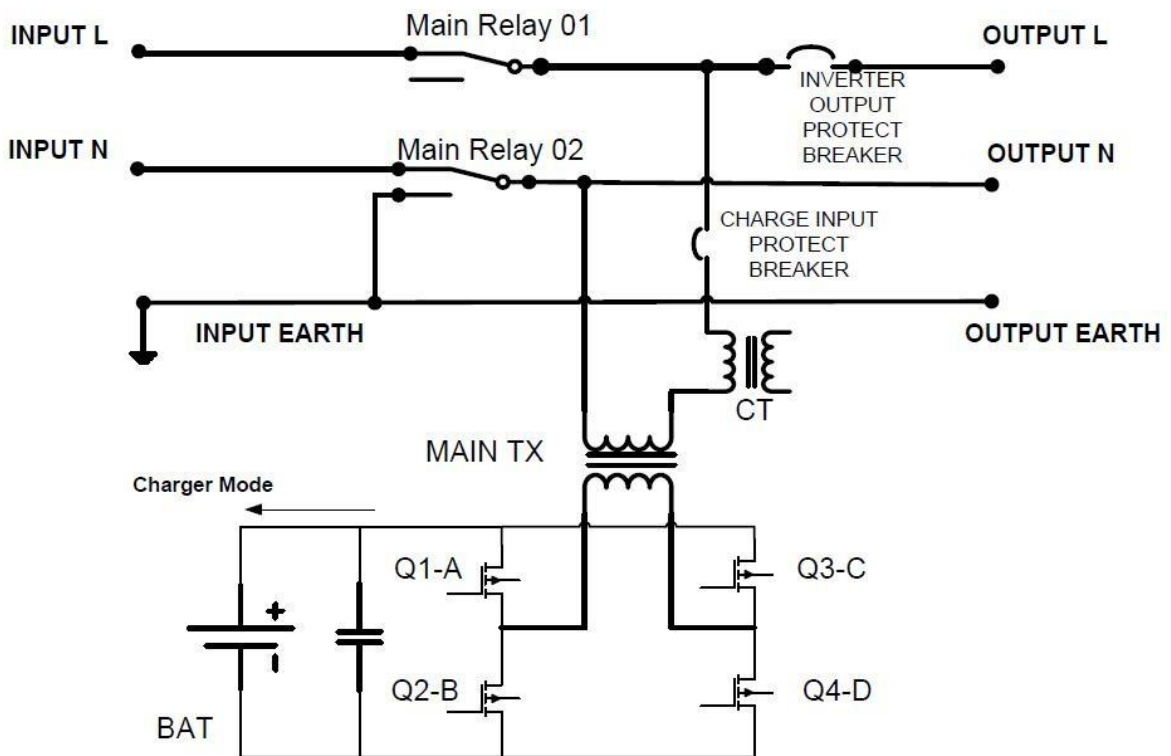 INPUT L
Main Relay 01
OUTPUT L
INVERTER
OUTPUT
PROTECT
BREAKER
INPUT N
Main Relay 02
OUTPUT N
CHARGE INPUT
PROTECT
BREAKER
INPUT EARTH
OUTPUT EARTH
CT
MAIN TX
Charger Mode
Q1-A
Q3-C
+
Q2-B
Q4-D
BAT